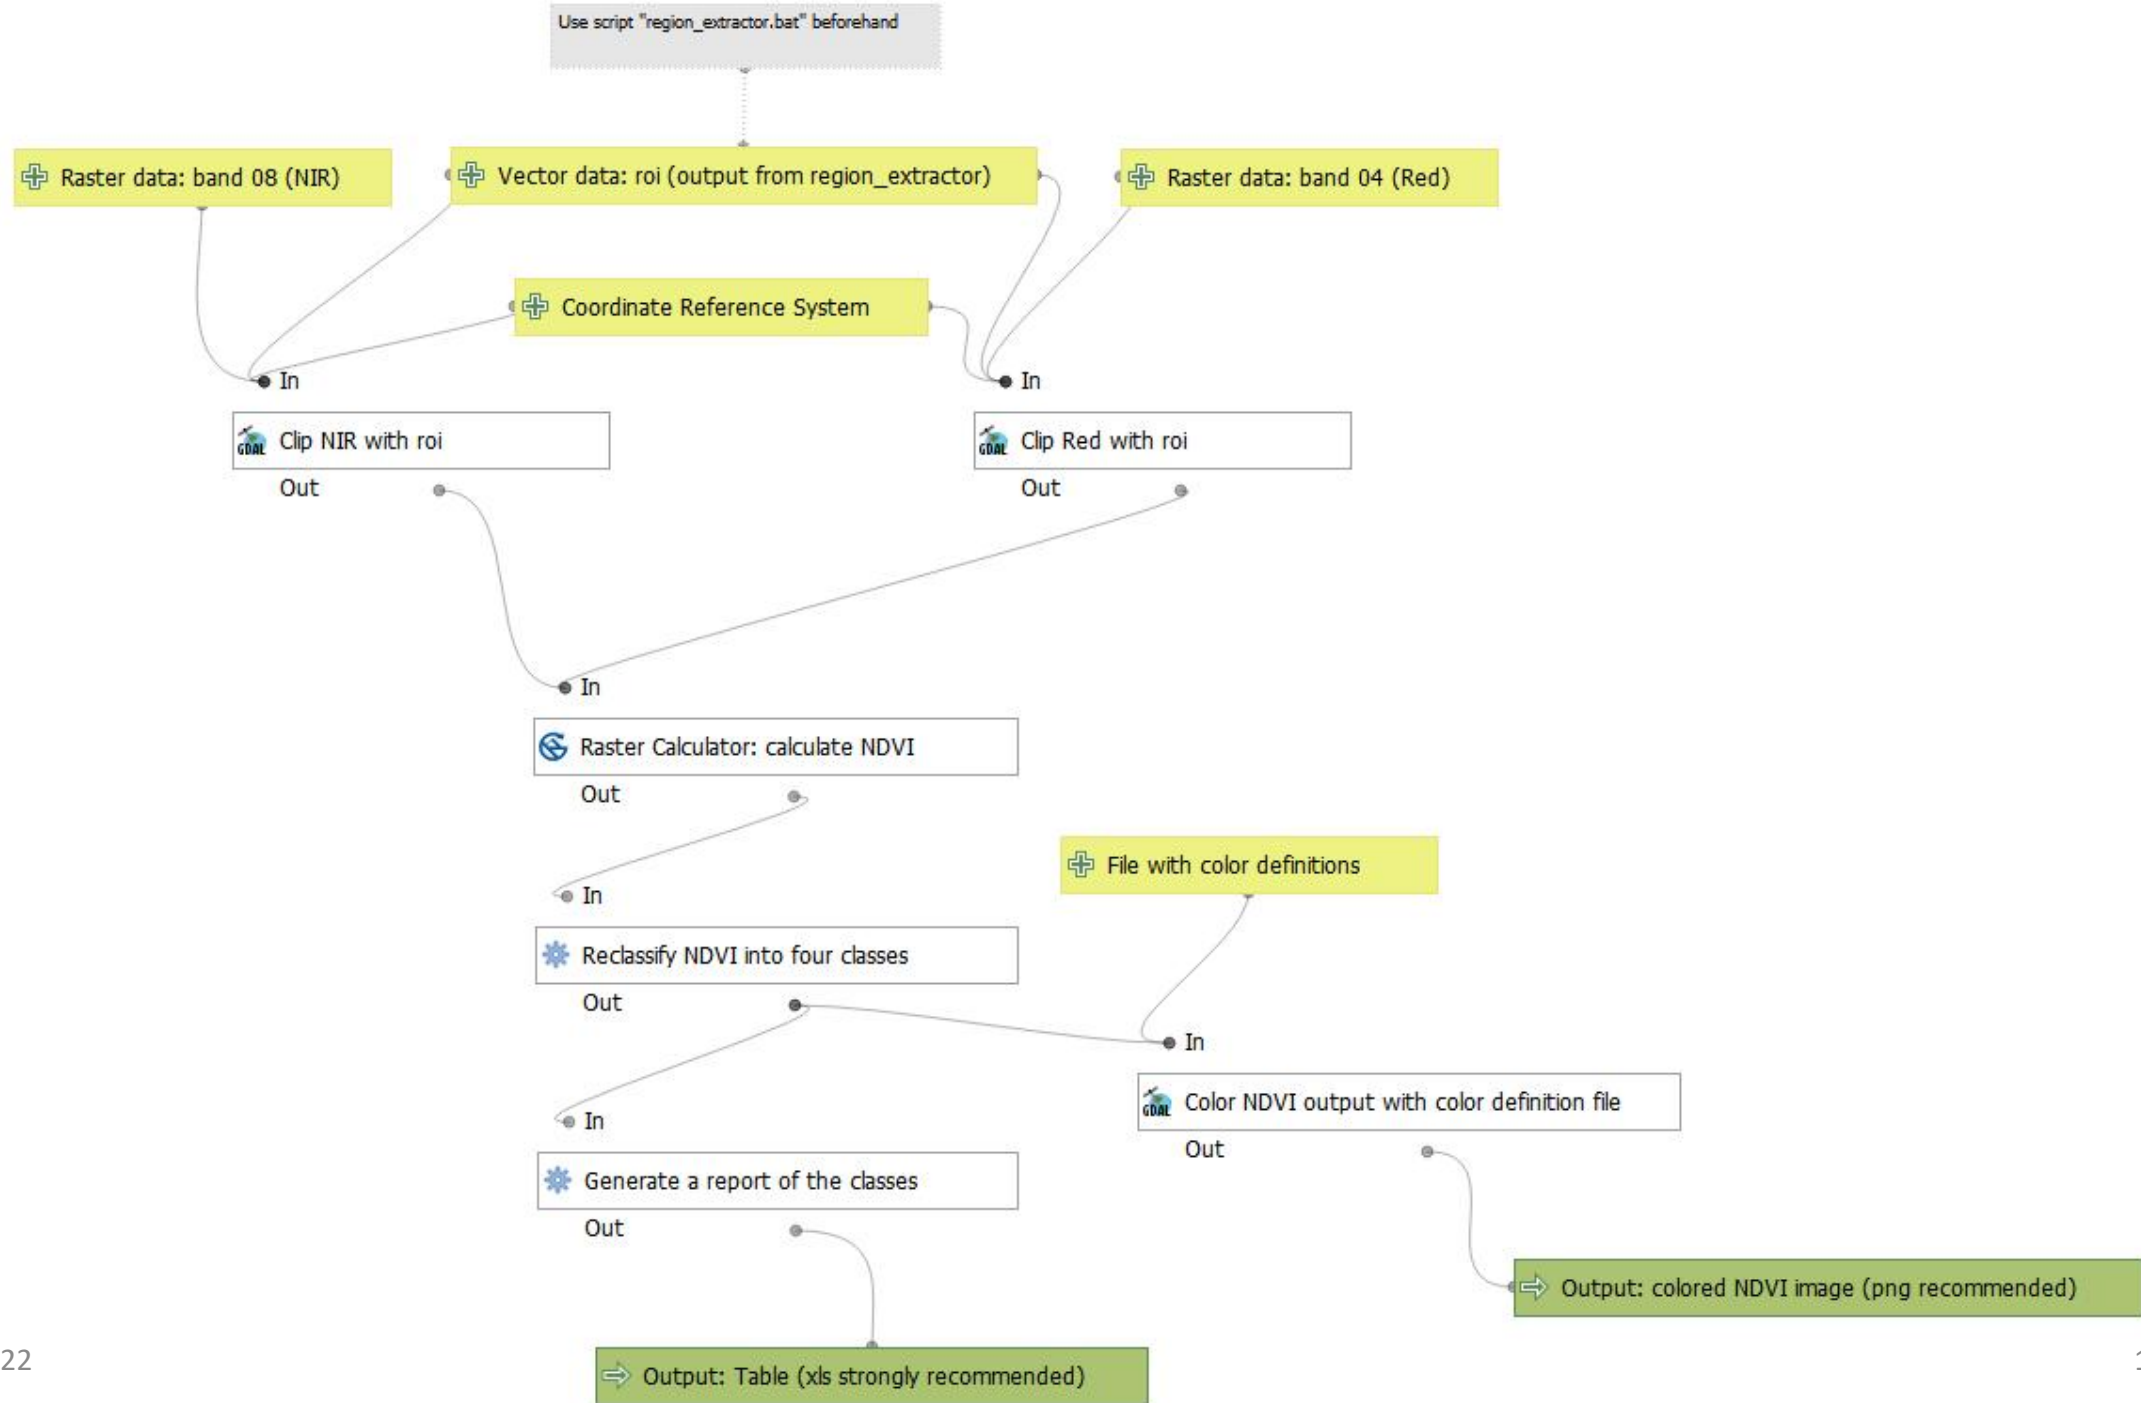 Use script "region_extractor.bat" beforehand
Raster data: band 08 (NIR)
Vector data: roi (output from region_extractor)
Raster data: band 04 (Red)
Coordinate Reference System
In
In
GDAL Clip NIR with roi
GDAL Clip Red with roi
Out
Out
In
Raster Calculator: calculate NDVI
Out
File with color definitions
In
Reclassify NDVI into four classes
Out
In
GDAL Color NDVI output with color definition file
Out
In
Generate a report of the classes
Out
Output: colored NDVI image (png recommended)
22
Output: Table (xls strongly recommended)